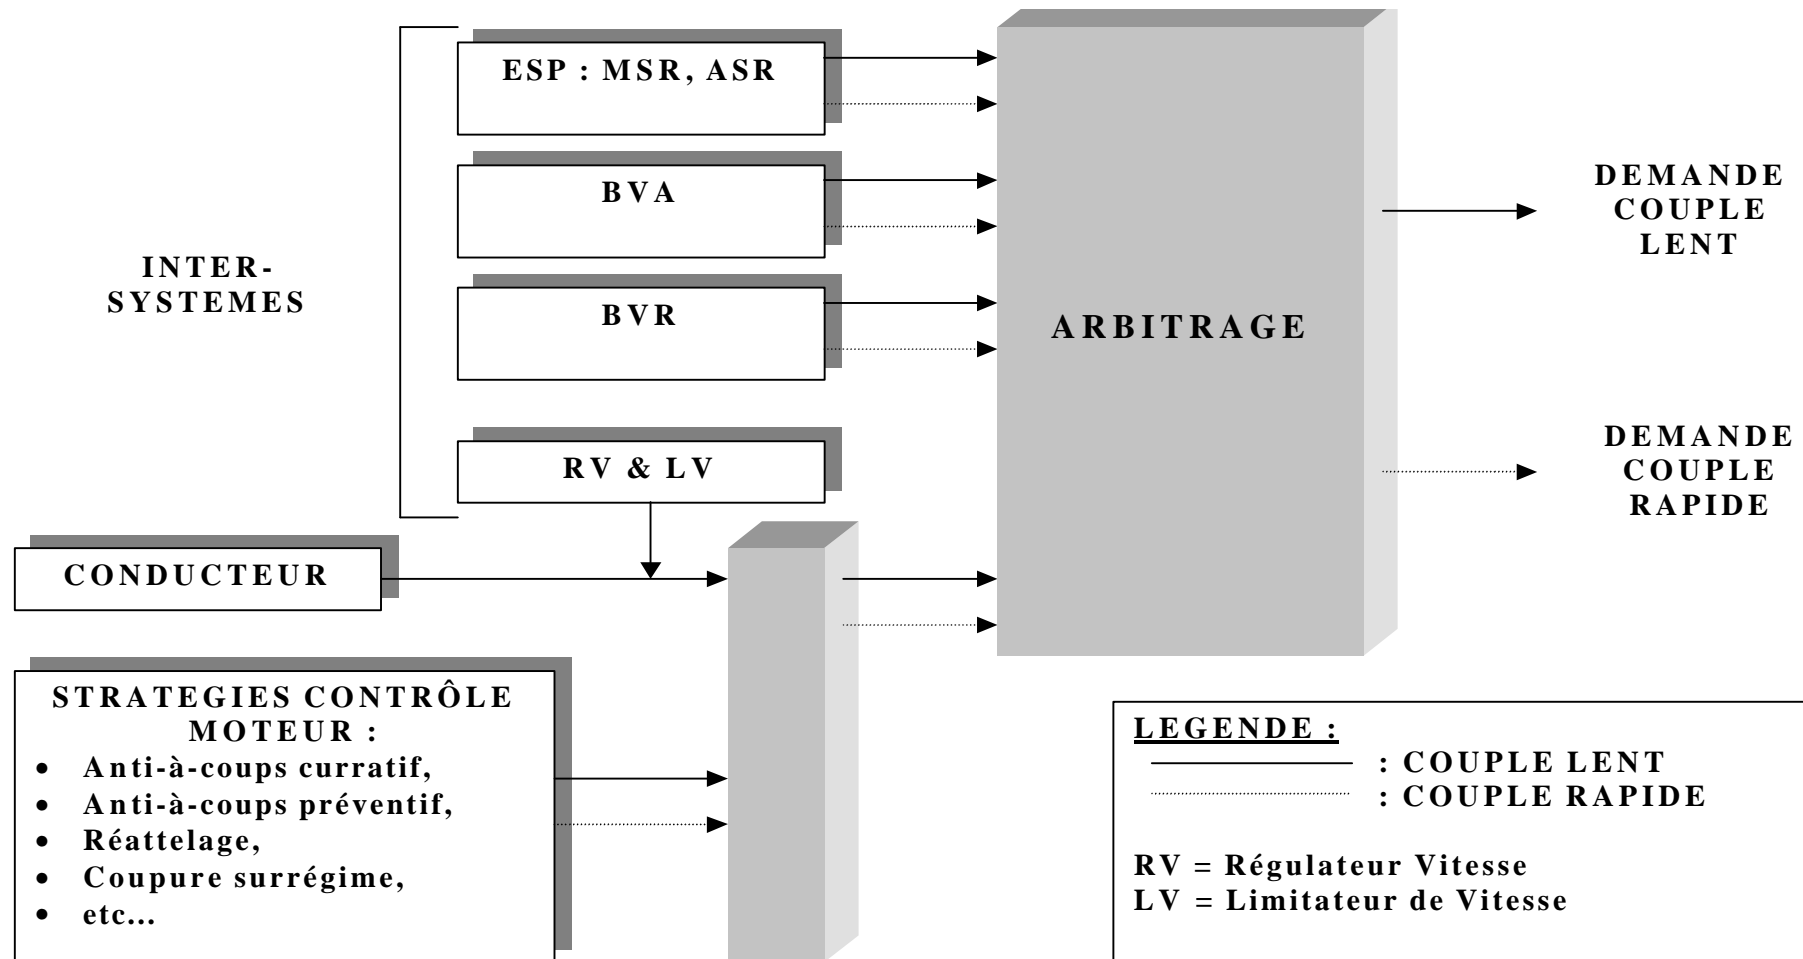 ESP : MSR, ASR
BVA
BVR
INTER-
SYSTEMES
RV & LV
CONDUCTEUR
STRATEGIES CONTRÔLE
MOTEUR :
• Anti-à-coups curratif,
• Anti-à-coups préventif,
• Réattelage,
• Coupure surrégime,
• etc...
ARBITRAGE
DEMANDE
COUPLE
LENT
DEMANDE
COUPLE
RAPIDE
LEGENDE :
: COUPLE LENT
: COUPLE RAPIDE
RV = Régulateur Vitesse
LV = Limitateur de Vitesse